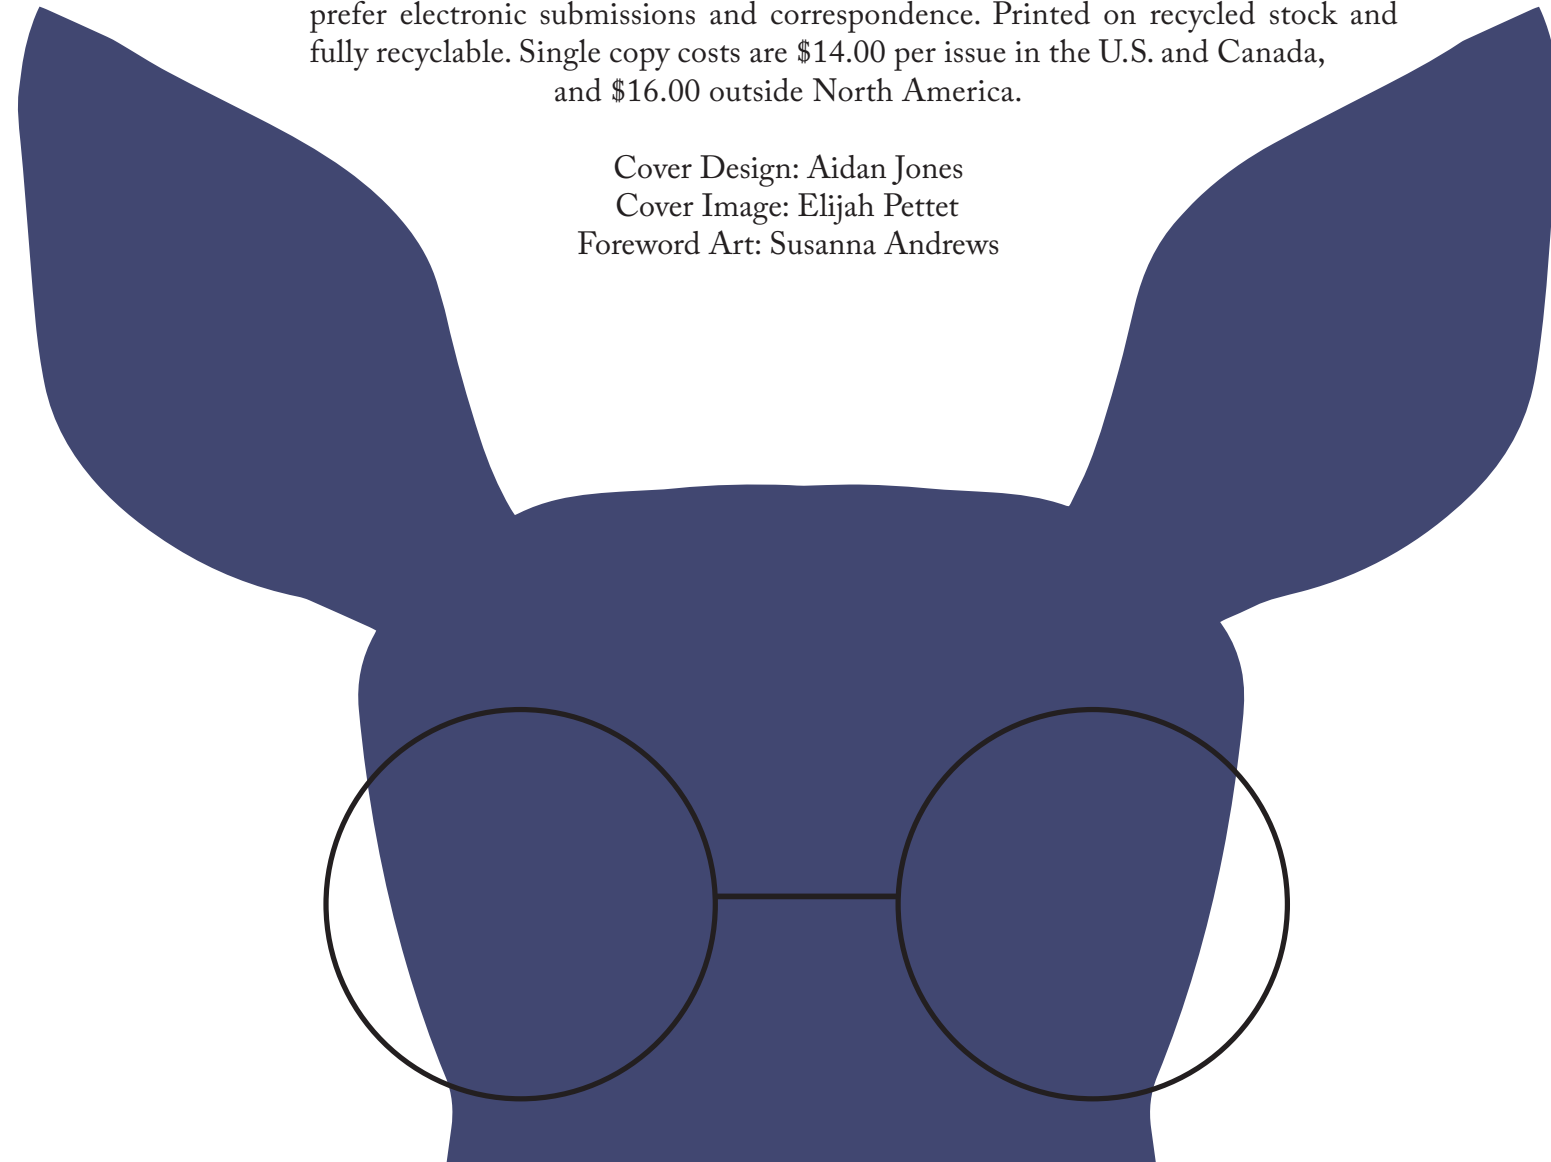 prefer electronic submissions and correspondence. Printed on recycled stock and
fully recyclable. Single copy costs are $14.00 per issue in the U.S. and Canada,
and $16.00 outside North America.
Cover Design: Aidan Jones
Cover Image: Elijah Pettet
Foreword Art: Susanna Andrews